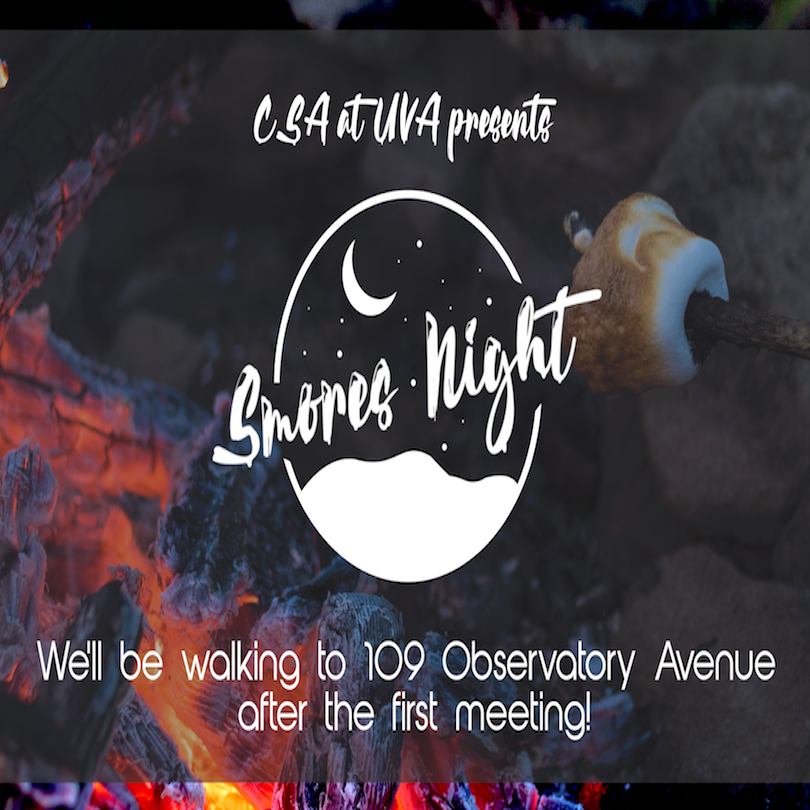 CSA at UVA presents
Smores Night
We'll be walking to 109 Observatory Avenue
after the first meeting!